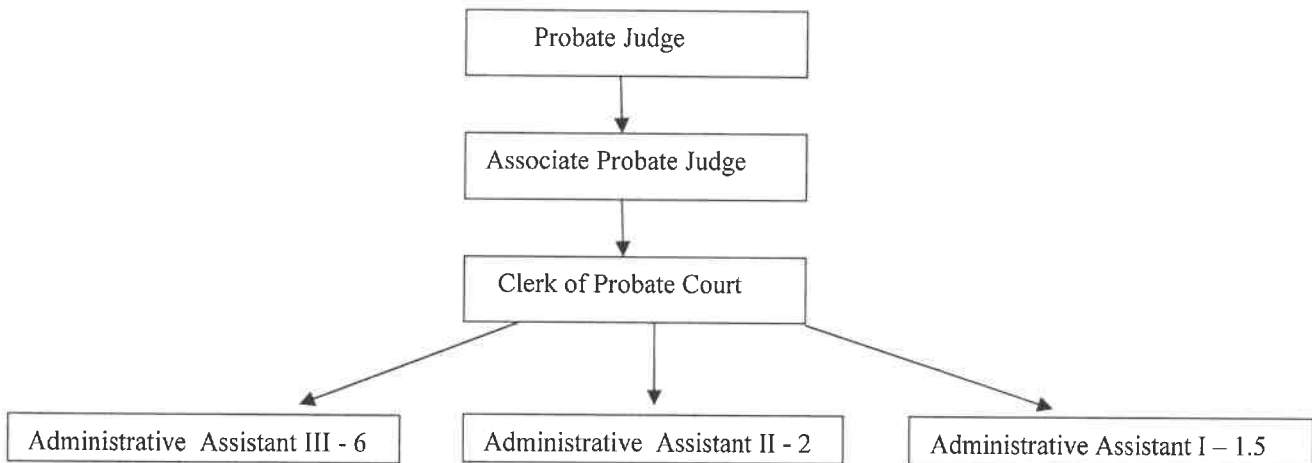 Probate Judge
Associate Probate Judge
Clerk of Probate Court
Administrative Assistant III - 6
Administrative Assistant II - 2
Administrative Assistant I – 1.5